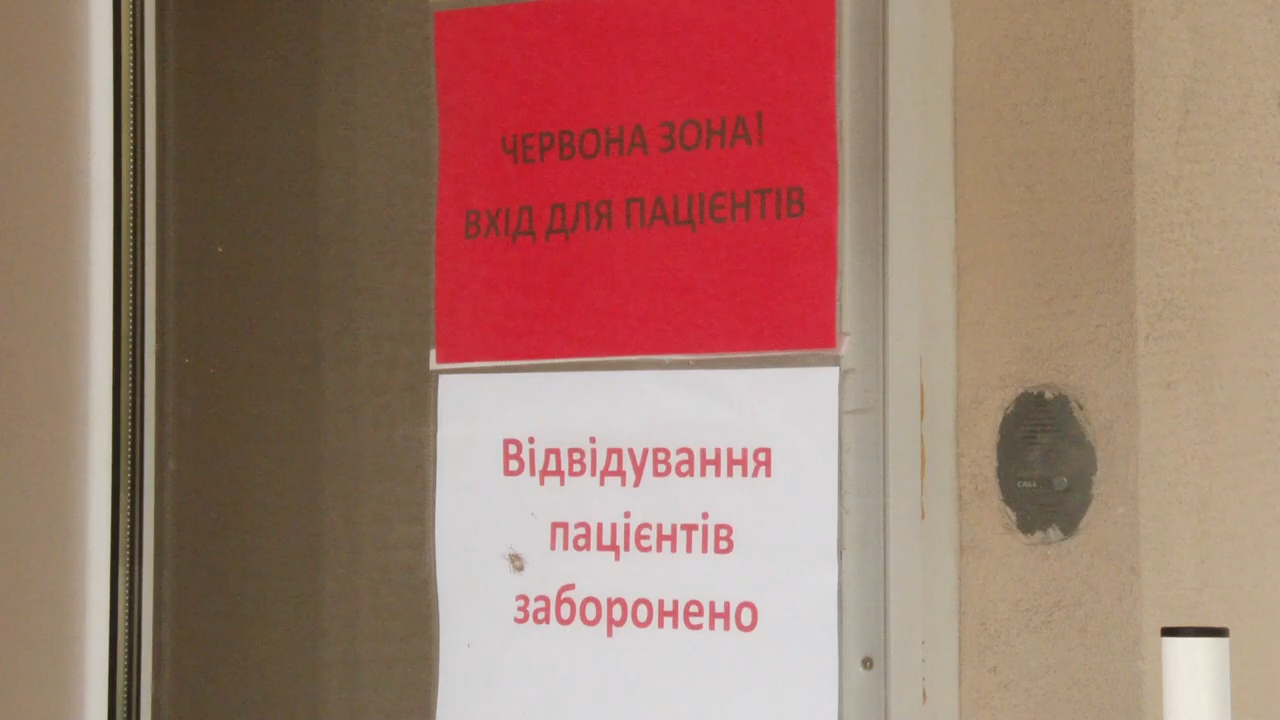 ЧЕРВОНА ЗОНА!
ВХІД ДЛЯ ПАЦІЄНТІВ
Відвідування
пацієнтів
заборонено
CALL